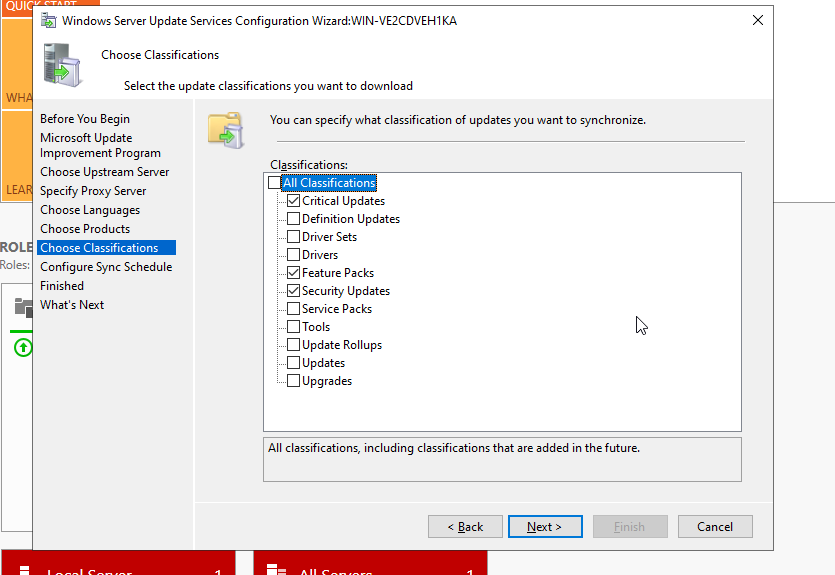 QUICK START
Windows Server Update Services Configuration Wizard:WIN-VE2CDVEH1KA
Choose Classifications
Select the update classifications you want to download
WHA
LEAR
ROLE
Roles:
Before You Begin
Microsoft Update
Improvement Program
Choose Upstream Server
Specify Proxy Server
Choose Languages
Choose Products
Choose Classifications
Configure Sync Schedule
Finished
What's Next
You can specify what classification of updates you want to synchronize.
Classifications:
All Classifications
Critical Updates
Definition Updates
Driver Sets
Drivers
Feature Packs
Security Updates
Service Packs
Tools
Update Rollups
Updates
Upgrades
All classifications, including classifications that are added in the future.
< Back
Next >
Finish
Cancel
Local Server 1
All Servers 1